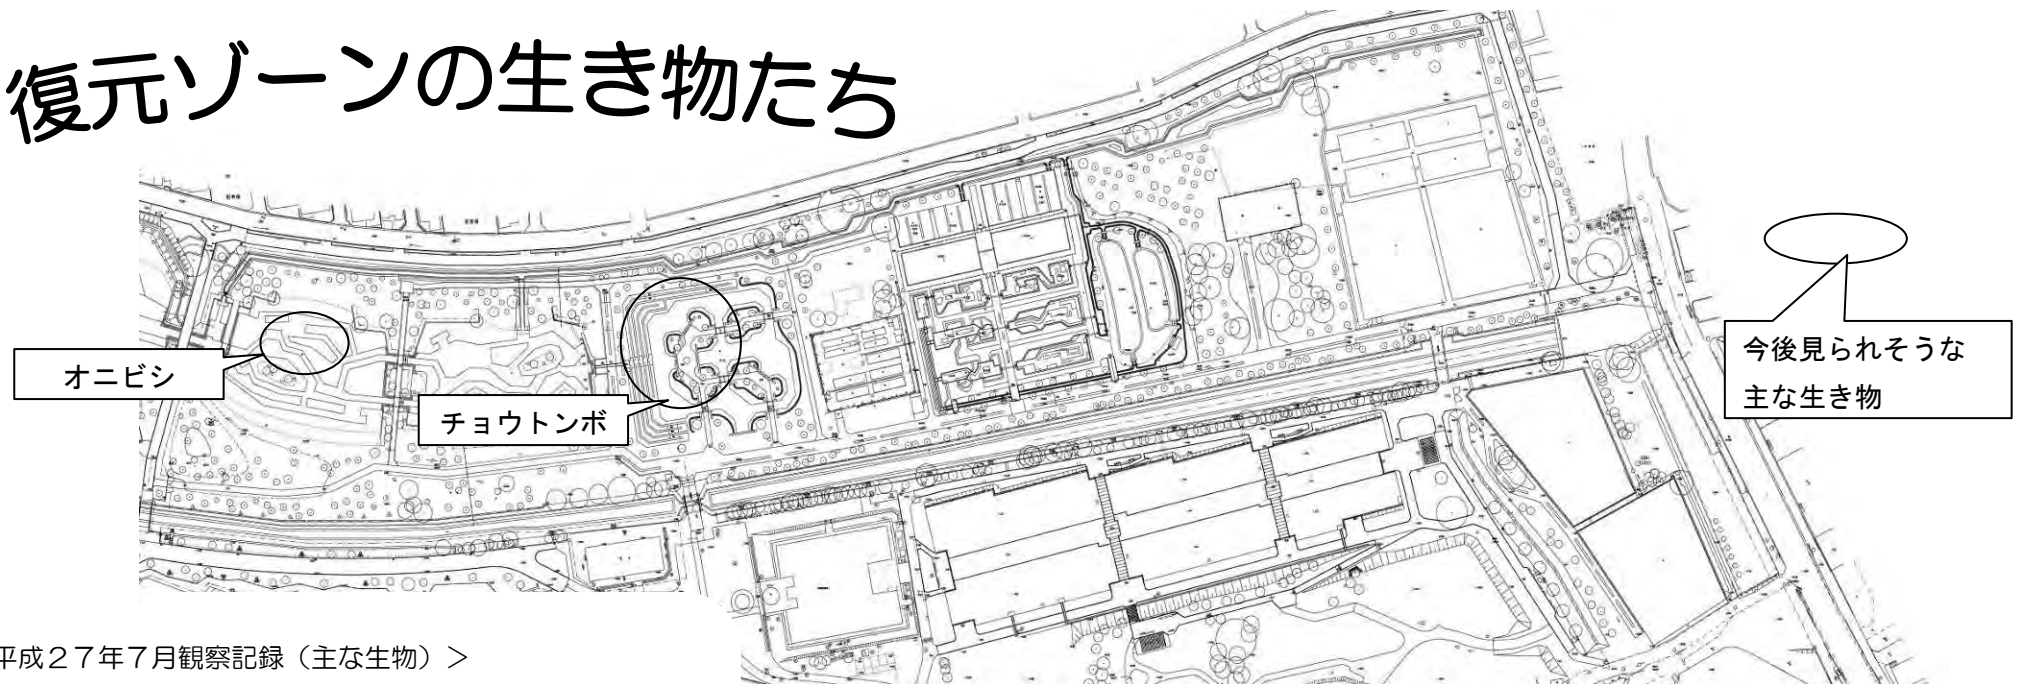 復元ゾーンの生き物たち
オニビシ
チョウトンボ
今後見られそうな
主な生き物
平成２７年７月観察記録（主な生物）＞